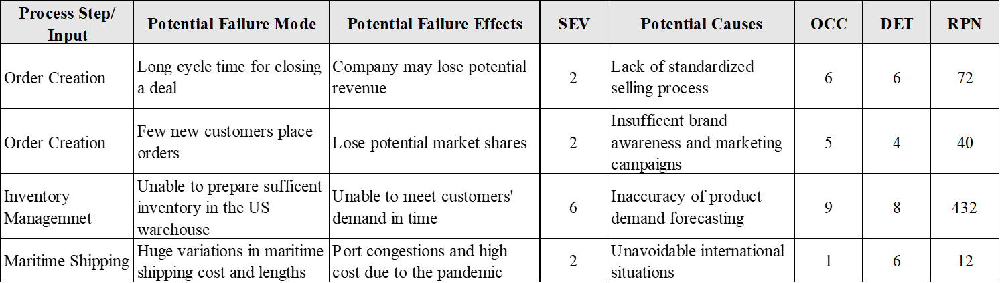 Process Step/
Input
Potential Failure Mode
Potential Failure Effects
SEV
Potential Causes
OCC
DET
RPN
Order Creation
Long cycle time for closing
a deal
Company may lose potential
revenue
2
Lack of standardized
selling process
6
6
72
Order Creation
Few new customers place
orders
Lose potential market shares
2
Insufficent brand
awareness and marketing
campaigns
5
4
40
Inventory
Managemnet
Unable to prepare sufficent
inventory in the US
warehouse
Unable to meet customers'
demand in time
6
Inaccuracy of product
demand forecasting
9
8
432
Maritime Shipping
Huge variations in maritime
shipping cost and lengths
Port congestions and high
cost due to the pandemic
2
Unavoidable international
situations
1
6
12